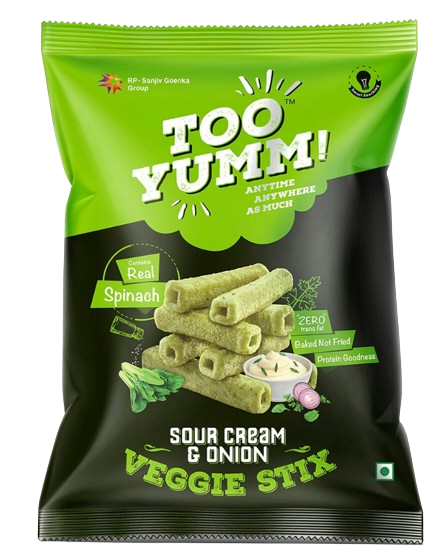 RP - Sanjiv Goenka
Group
TOO
YUMM!
TM
ANYTIME
ANYWHERE
AS MUCH
Contains
Real
Spinach
ZERO
trans fat
Baked Not Fried
Protein Goodness
SOUR CREAM
& ONION
VEGGIE STIX